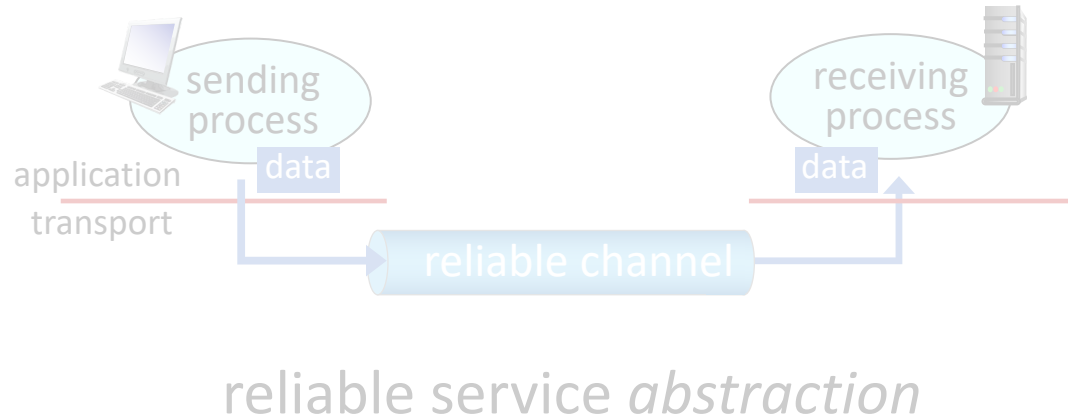 sending
process
receiving
process
data
data
application
transport
reliable channel
reliable service abstraction